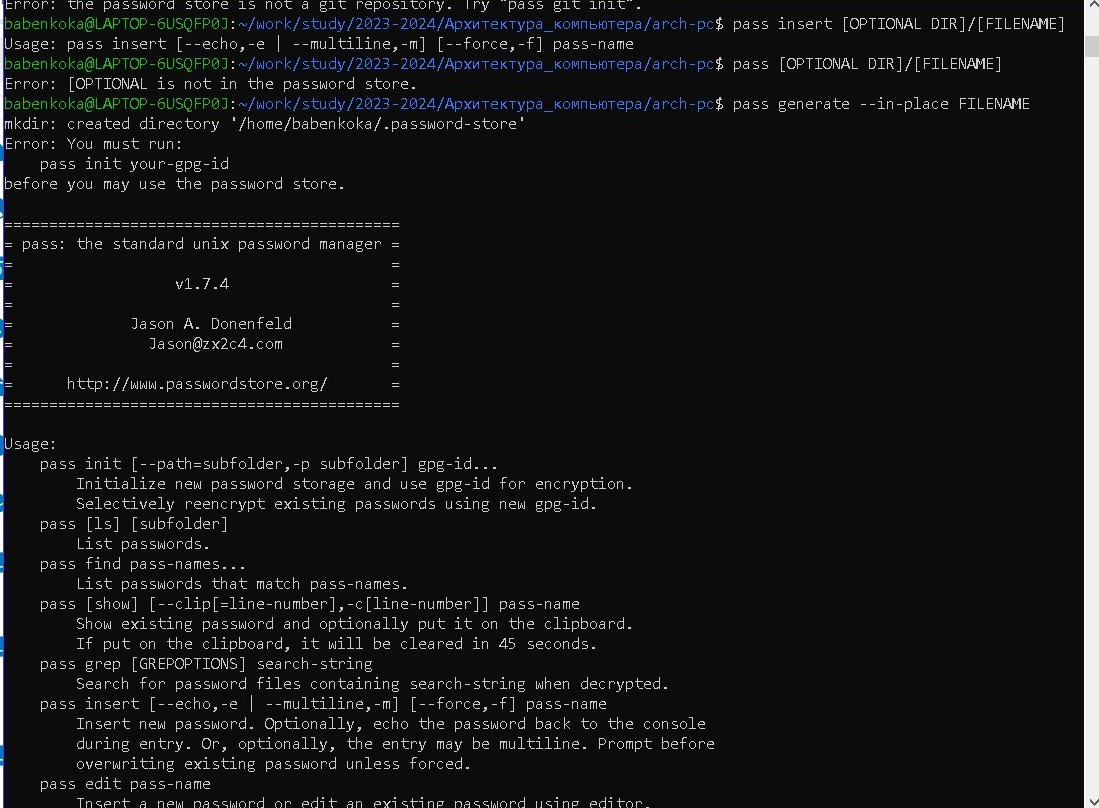 Error: the password store is not a git repository. Try "pass git init".
babenkoka@LAPTOP-6USQFP0J:~/work/study/2023-2024/Архитектура_компьютера/arch-pc$ pass insert [OPTIONAL DIR]/[FILENAME]
Usage: pass insert [--echo,-e | --multiline,-m] [--force,-f] pass-name
babenkoka@LAPTOP-6USQFP0J:~/work/study/2023-2024/Архитектура_компьютера/arch-pc$ pass [OPTIONAL DIR]/[FILENAME]
Error: [OPTIONAL is not in the password store.
babenkoka@LAPTOP-6USQFP0J:~/work/study/2023-2024/Архитектура_компьютера/arch-pc$ pass generate --in-place FILENAME
mkdir: created directory '/home/babenkoka/.password-store'
Error: You must run:
    pass init your-gpg-id
before you may use the password store.

============================================
= pass: the standard unix password manager =
=                                          =
=                  v1.7.4                  =
=                                          =
=             Jason A. Donenfeld           =
=               Jason@zx2c4.com            =
=                                          =
=      http://www.passwordstore.org/       =
============================================

Usage:
    pass init [--path=subfolder,-p subfolder] gpg-id...
        Initialize new password storage and use gpg-id for encryption.
        Selectively reencrypt existing passwords using new gpg-id.
    pass [ls] [subfolder]
        List passwords.
    pass find pass-names...
        List passwords that match pass-names.
    pass [show] [--clip[=line-number],-c[line-number]] pass-name
        Show existing password and optionally put it on the clipboard.
        If put on the clipboard, it will be cleared in 45 seconds.
    pass grep [GREPOPTIONS] search-string
        Search for password files containing search-string when decrypted.
    pass insert [--echo,-e | --multiline,-m] [--force,-f] pass-name
        Insert new password. Optionally, echo the password back to the console
        during entry. Or, optionally, the entry may be multiline. Prompt before
        overwriting existing password unless forced.
    pass edit pass-name
        Insert a new password or edit an existing password using editor.